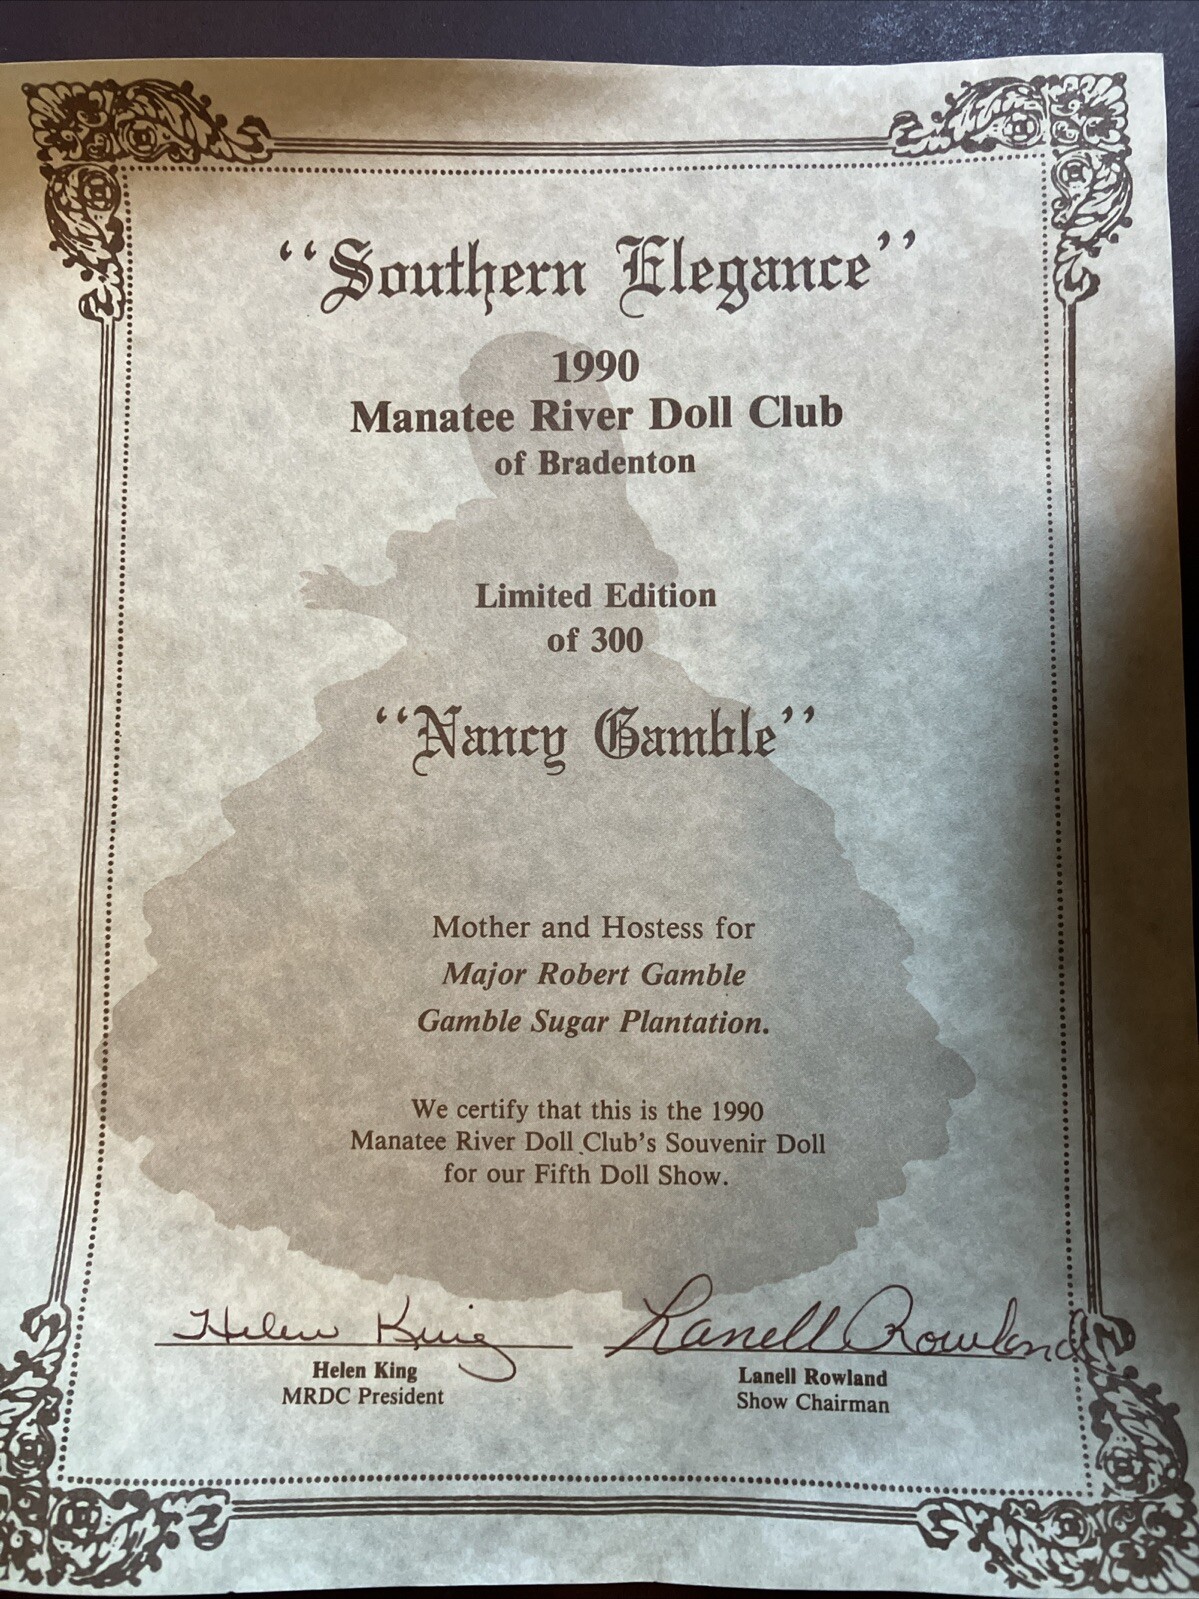 “Southern Elegance”
1990
Manatee River Doll Club
of Bradenton
Limited Edition
of 300
“Nancy Gamble”
Mother and Hostess for
Major Robert Gamble
Gamble Sugar Plantation.
We certify that this is the 1990
Manatee River Doll Club’s Souvenir Doll
for our Fifth Doll Show.
Helen King
Lanell Rowland
Helen King
MRDC President
Lanell Rowland
Show Chairman